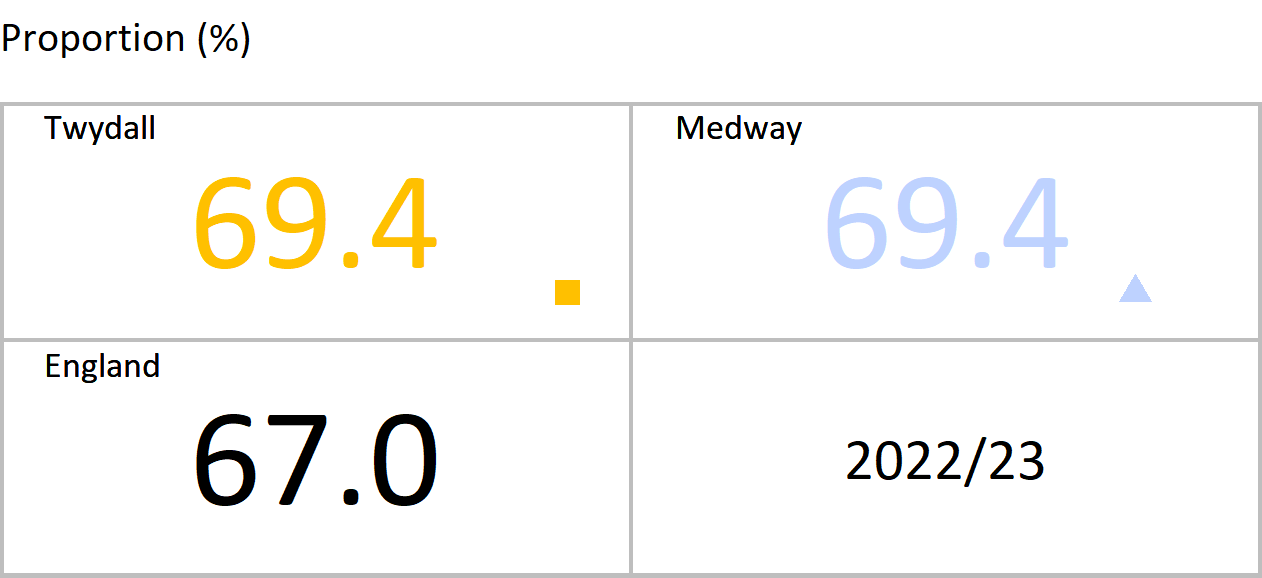 Proportion (%)
Twydall
69.4
Medway
69.4
England
67.0
2022/23